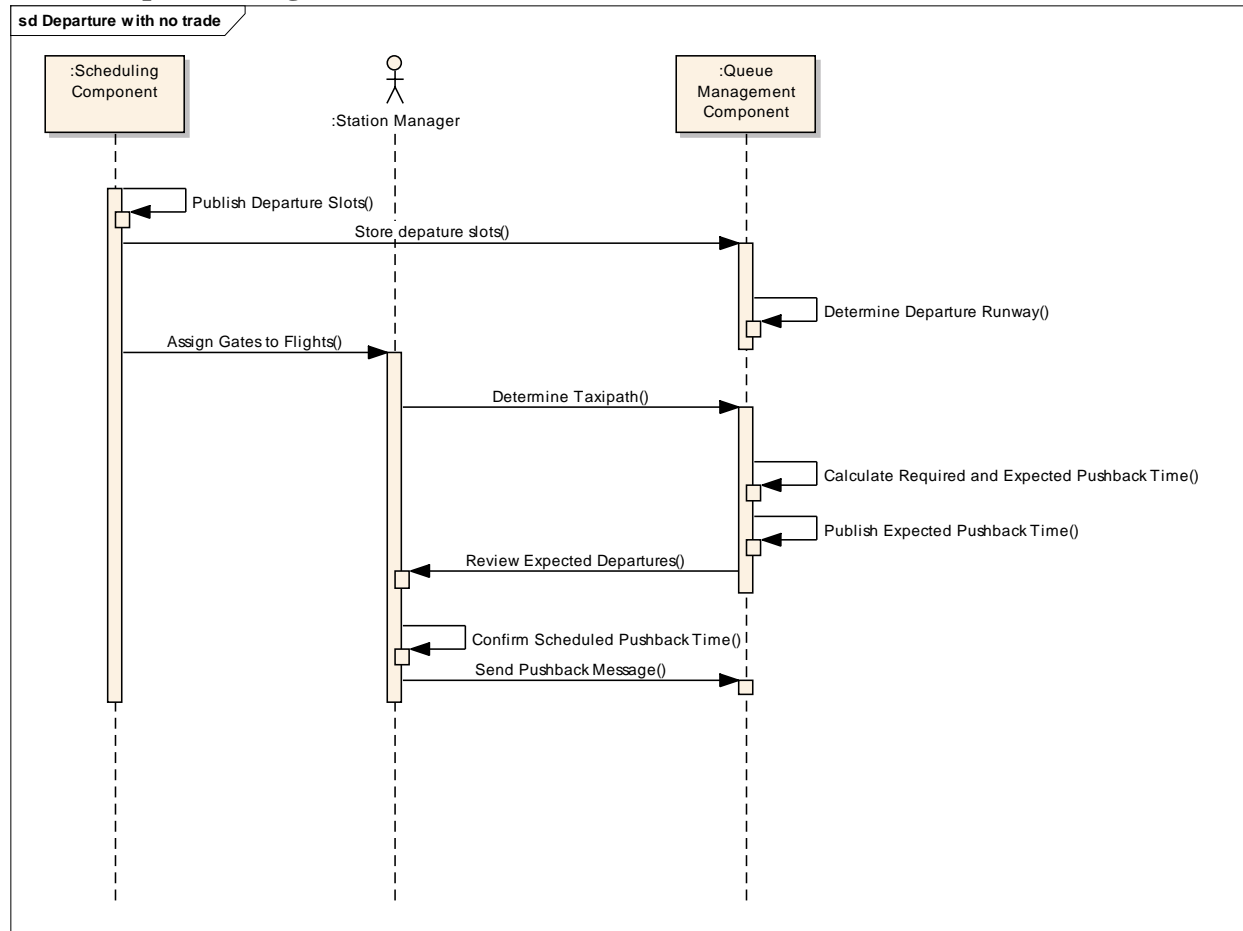 sd Departure with no trade
:Scheduling
Component
:Station Manager
:Queue
Management
Component
Publish Departure Slots()
Store depature slots()
Determine Departure Runway()
Assign Gates to Flights()
Determine Taxipath()
Calculate Required and Expected Pushback Time()
Publish Expected Pushback Time()
Review Expected Departures()
Confirm Scheduled Pushback Time()
Send Pushback Message()